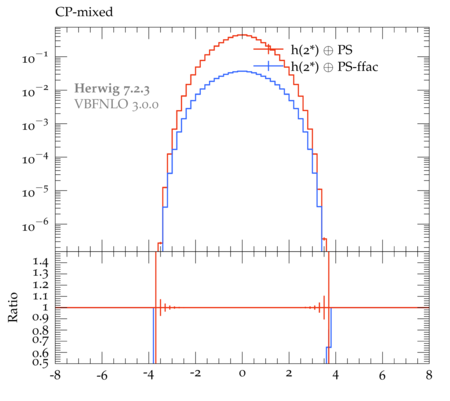 CP-mixed
h(2*) ⊕ PS
h(2*) ⊕ PS-ffac
Herwig 7.2.3
VBFNLO 3.0.0
10⁻¹
10⁻²
10⁻³
10⁻⁴
10⁻⁵
10⁻⁶
Ratio
1.4
1.3
1.2
1.1
1
0.9
0.8
0.7
0.6
0.5
-8 -6 -4 -2 0 2 4 6 8